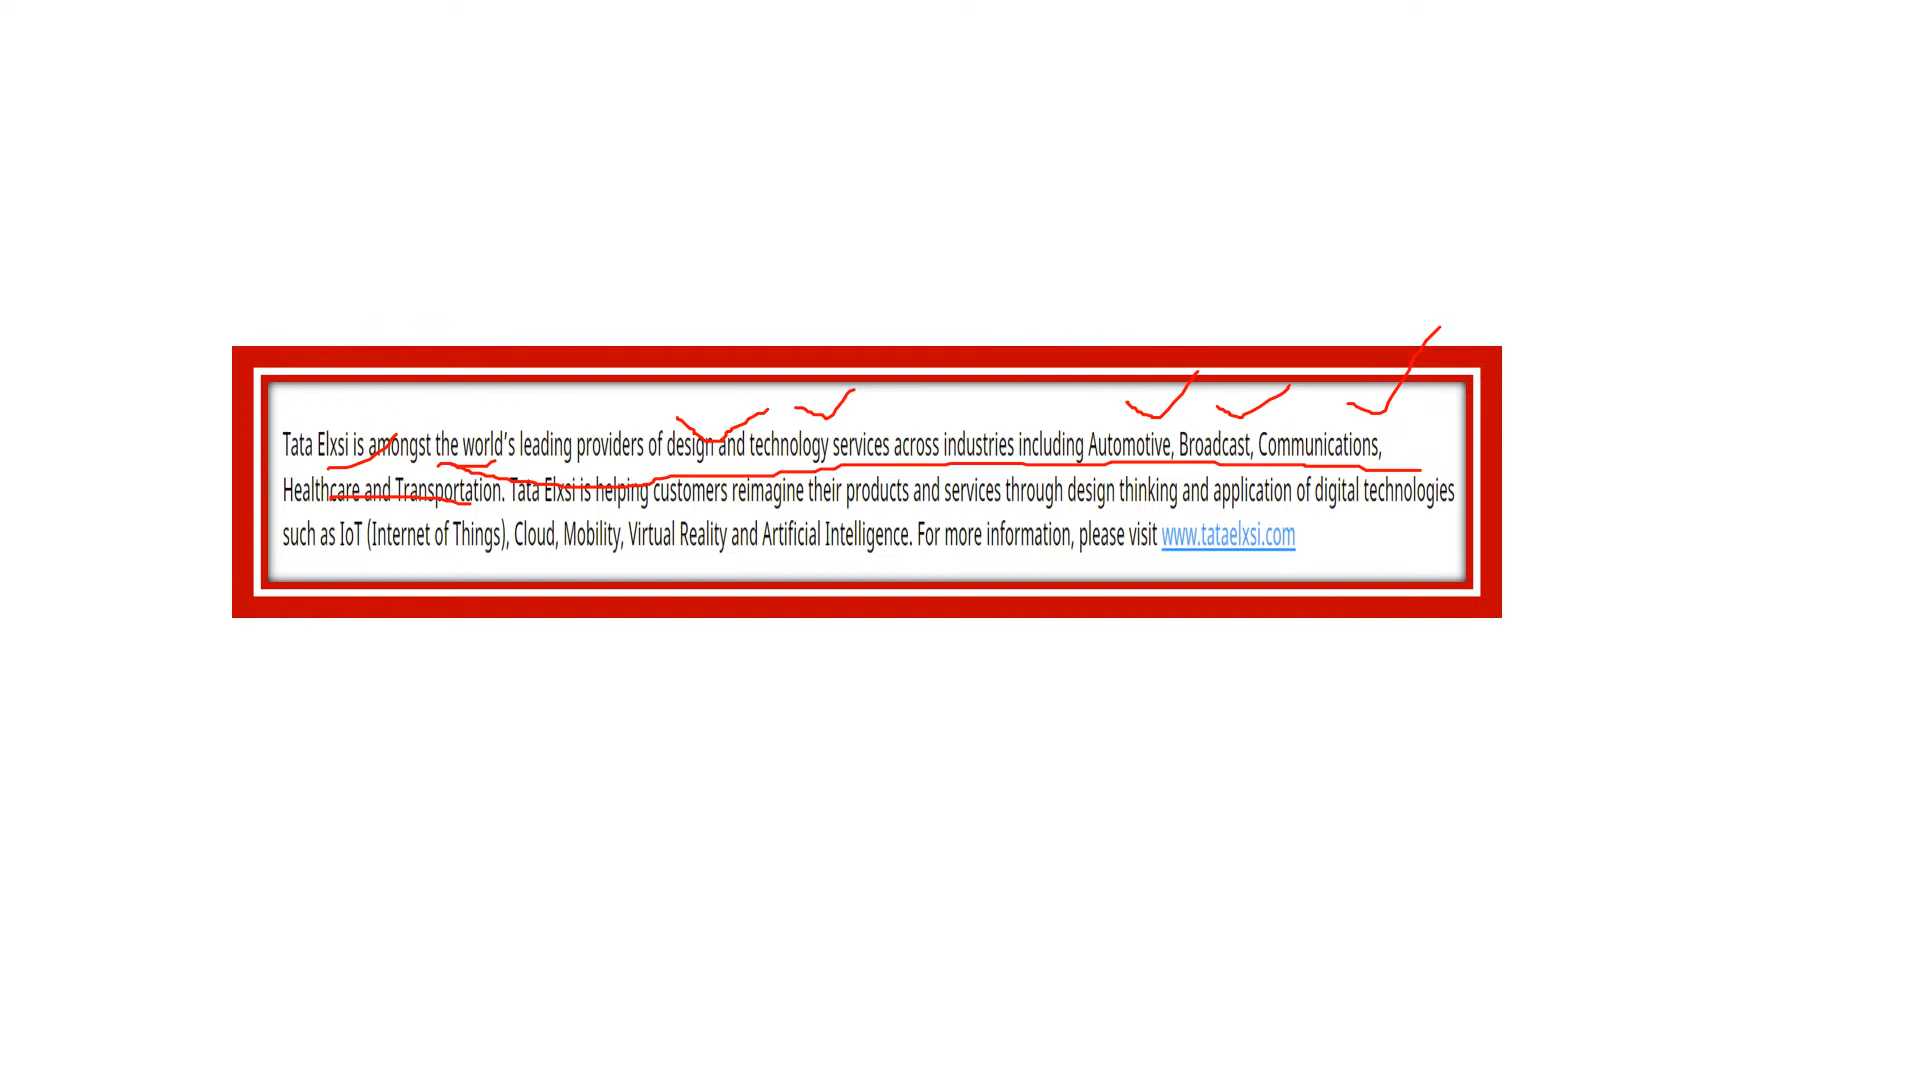 Tata Elxsi is amongst the world's leading providers of design and technology services across industries including Automotive, Broadcast, Communications,
Healthcare and Transportation. Tata Elxsi is helping customers reimagine their products and services through design thinking and application of digital technologies
such as IoT (Internet of Things), Cloud, Mobility, Virtual Reality and Artificial Intelligence. For more information, please visit www.tataelxsi.com